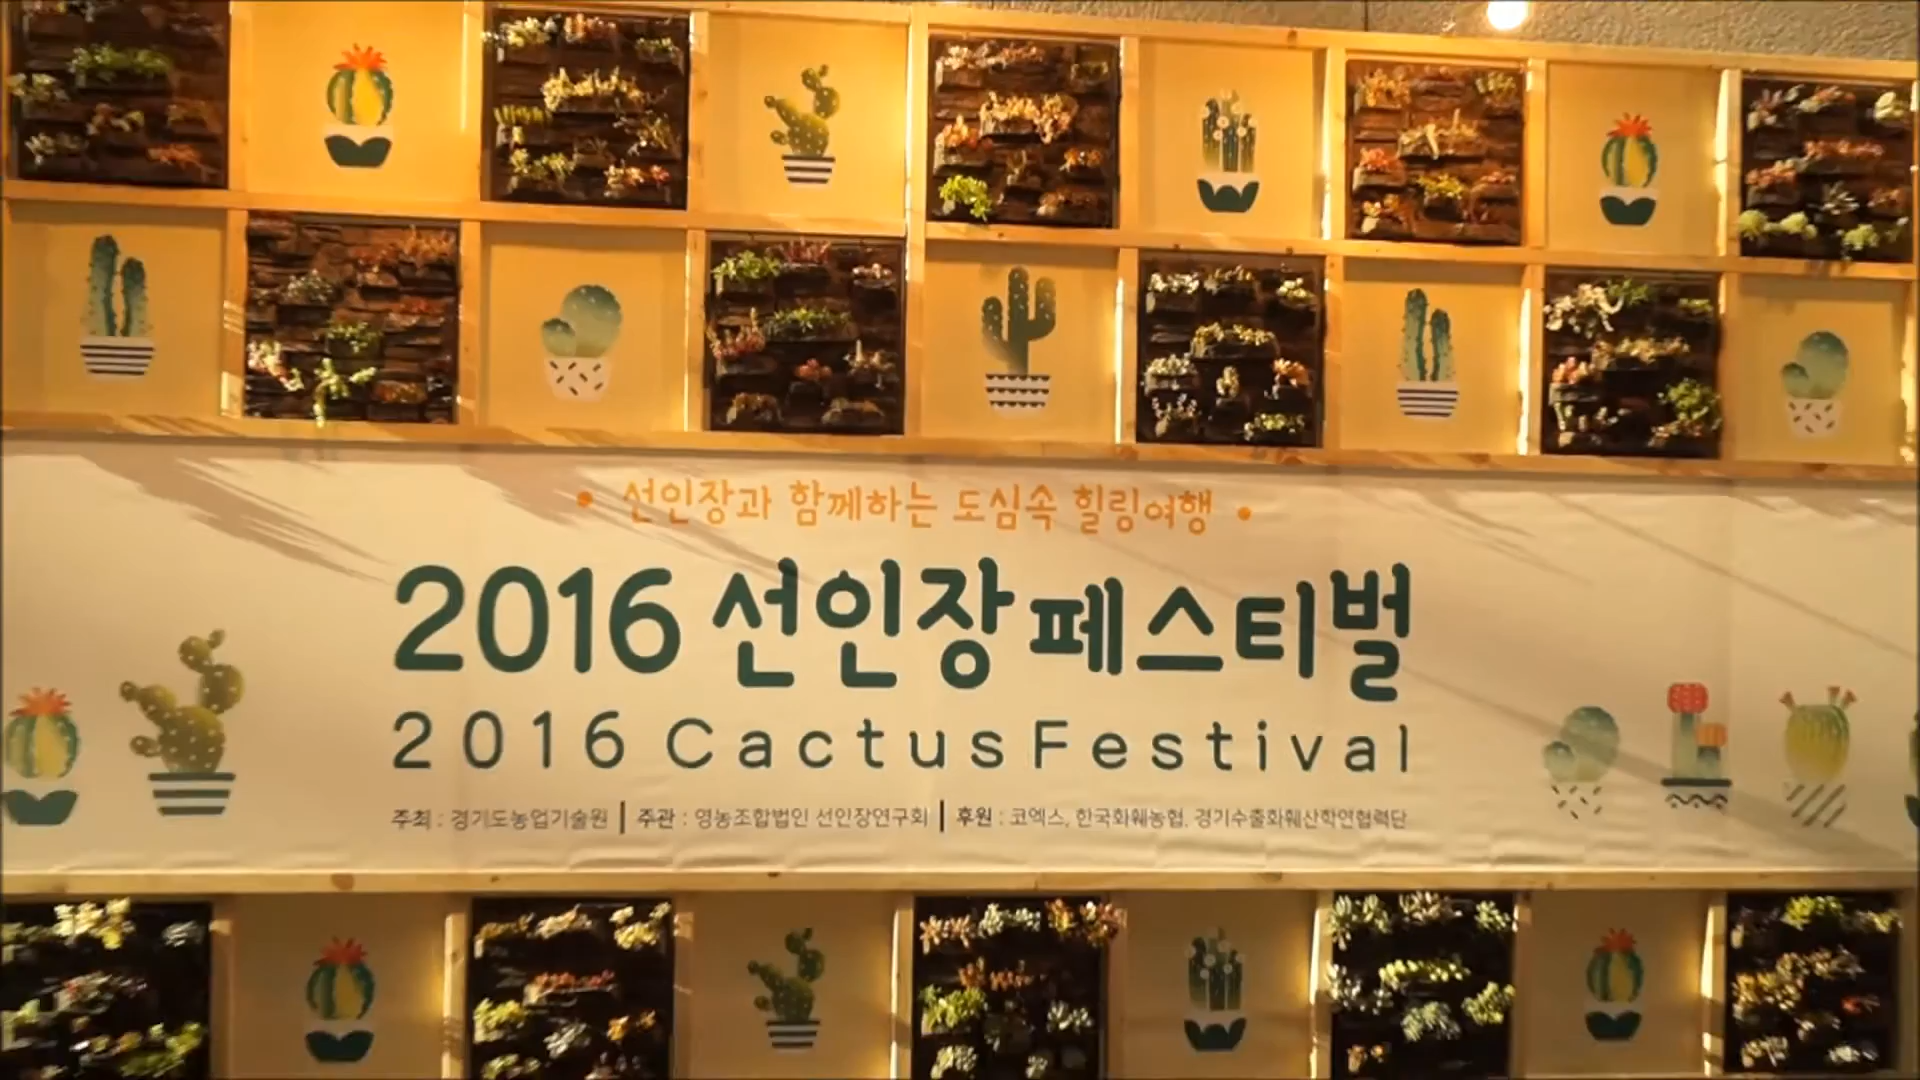 • 선인장과 함께하는 도심속 힐링여행 •
2016 선인장 페스티벌
2016 Cactus Festival
주최 : 경기도농업기술원 | 주관 : 영농조합법인 선인장연구회 | 후원 : 코엑스, 한국화훼농협, 경기수출화훼산학연협력단